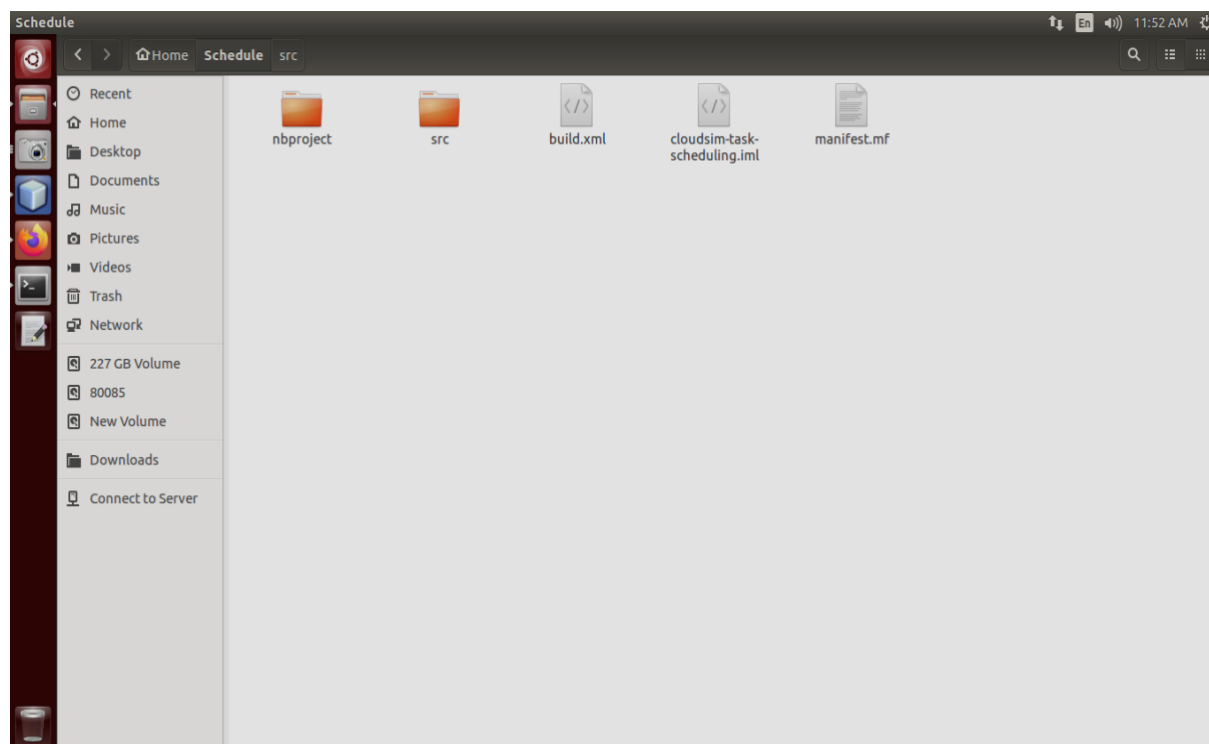 Schedule
En
11:52 AM
Home Schedule src
Recent
Home
Desktop
Documents
Music
Pictures
Videos
Trash
Network
227 GB Volume
80085
New Volume
Downloads
Connect to Server
nbproject
src
build.xml
cloudsim-task-
scheduling.iml
manifest.mf